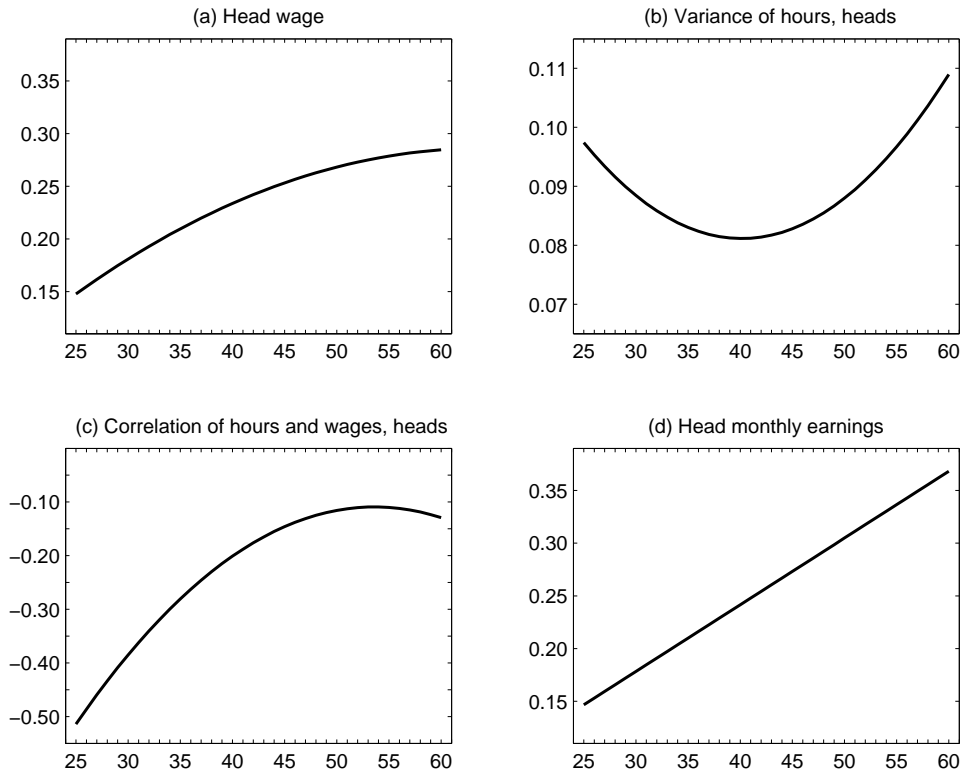 (a) Head wage
0.35
0.30
0.25
0.20
0.15
25 30 35 40 45 50 55 60
(b) Variance of hours, heads
0.11
0.10
0.09
0.08
0.07
25 30 35 40 45 50 55 60
(c) Correlation of hours and wages, heads
−0.10
−0.20
−0.30
−0.40
−0.50
25 30 35 40 45 50 55 60
(d) Head monthly earnings
0.35
0.30
0.25
0.20
0.15
25 30 35 40 45 50 55 60